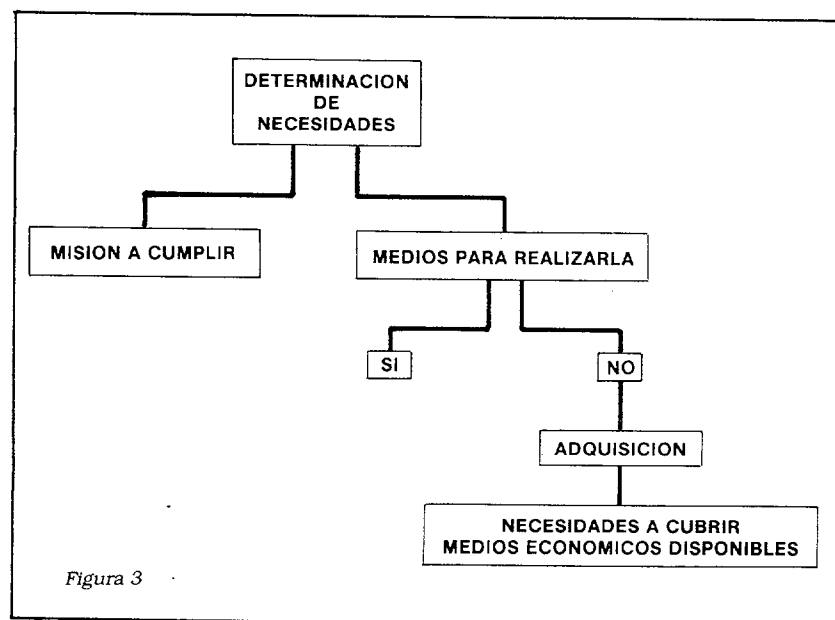 DETERMINACION
DE
NECESIDADES
MISION A CUMPLIR
MEDIOS PARA REALIZARLA
SI
NO
ADQUISICION
NECESIDADES A CUBRIR
MEDIOS ECONOMICOS DISPONIBLES
Figura 3